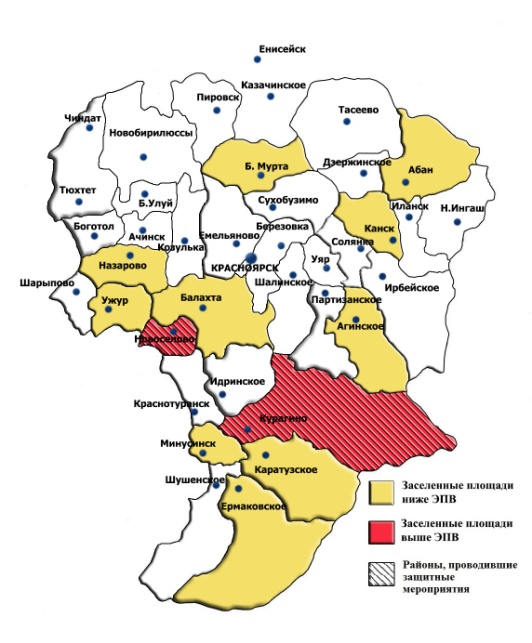 Енисейск
Казачинское
Пировск
Тасеево
Чиндат
Новобирилюссы
Б. Мурта
Дзержинское
Абан
Тюхтет
Б.Улуй
Сухобузимо
Иланск
Н.Ингаш
Боготол
Ачинск
Козулька
Емельяново
Березовка
Канск
Солянка
Назарово
КРАСНОЯРСК
Уяр
Шарыпово
Шалинское
Ирбейское
Ужур
Балахта
Партизанское
Агинское
Новоселово
Идринское
Краснотуранск
Курагино
Минусинск
Каратузское
Шушенское
Ермаковское
Заселенные площади
ниже ЭПВ
Заселенные площади
выше ЭПВ
Районы, проводившие
защитные
мероприятия